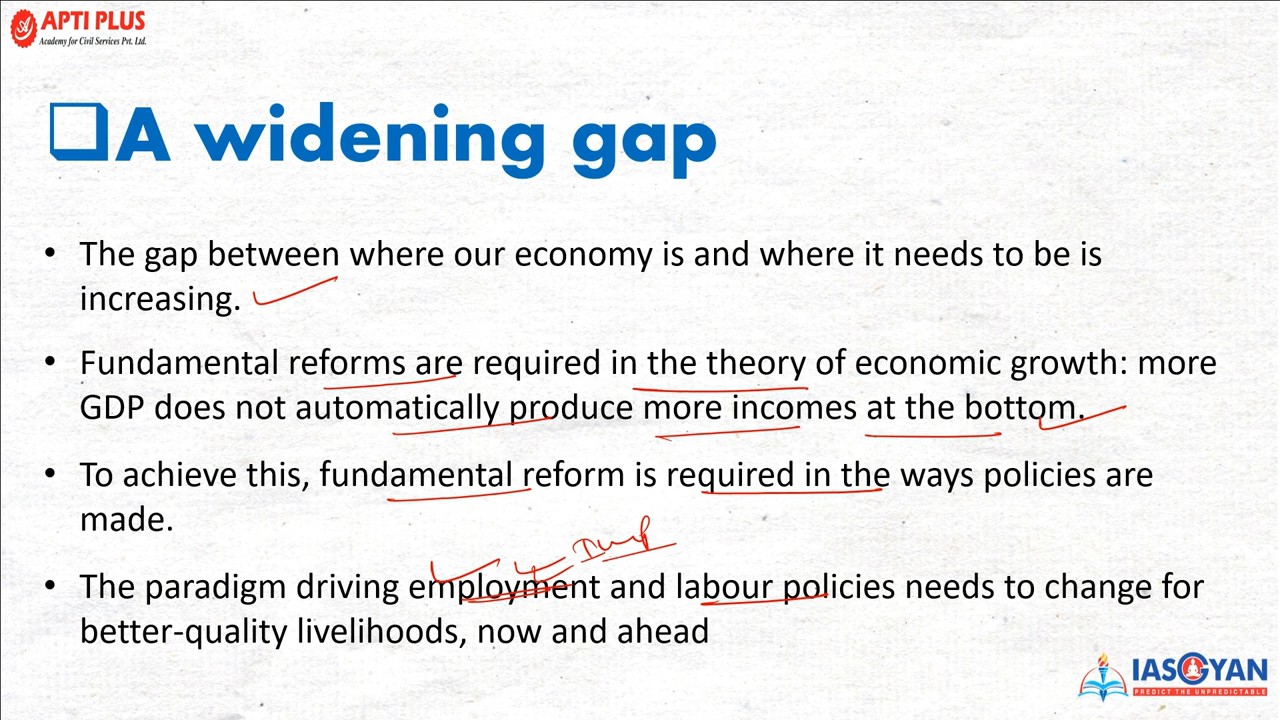 APTI PLUS
Academy for Civil Services Pvt. Ltd.
A widening gap
• The gap between where our economy is and where it needs to be is
increasing.
• Fundamental reforms are required in the theory of economic growth: more
GDP does not automatically produce more incomes at the bottom.
• To achieve this, fundamental reform is required in the ways policies are
made.
• The paradigm driving employment and labour policies needs to change for
better-quality livelihoods, now and ahead
IASGYAN
PREDICT THE UNPREDICTABLE